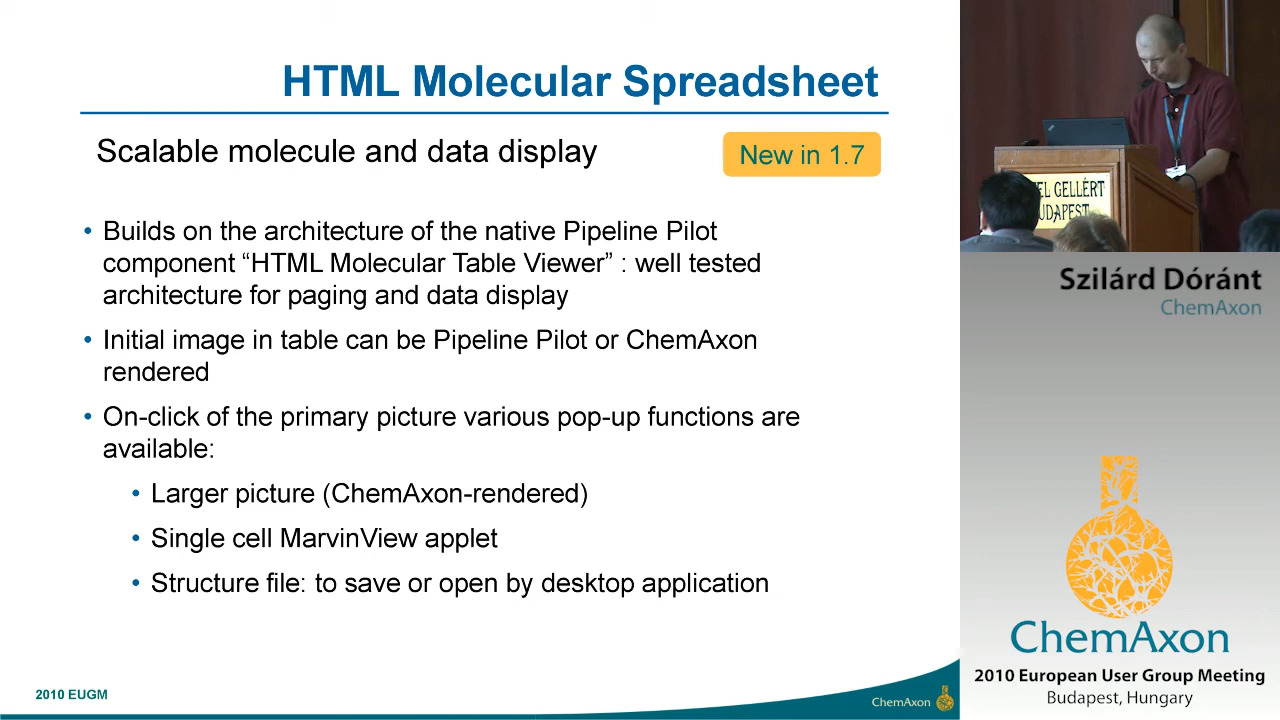 HTML Molecular Spreadsheet
Scalable molecule and data display
New in 1.7
• Builds on the architecture of the native Pipeline Pilot
component “HTML Molecular Table Viewer” : well tested
architecture for paging and data display
• Initial image in table can be Pipeline Pilot or ChemAxon
rendered
• On-click of the primary picture various pop-up functions are
available:
• Larger picture (ChemAxon-rendered)
• Single cell MarvinView applet
• Structure file: to save or open by desktop application
2010 EUGM
ChemAxon
GELLÉRT
Szilárd Dóránt
ChemAxon
ChemAxon
2010 European User Group Meeting
Budapest, Hungary